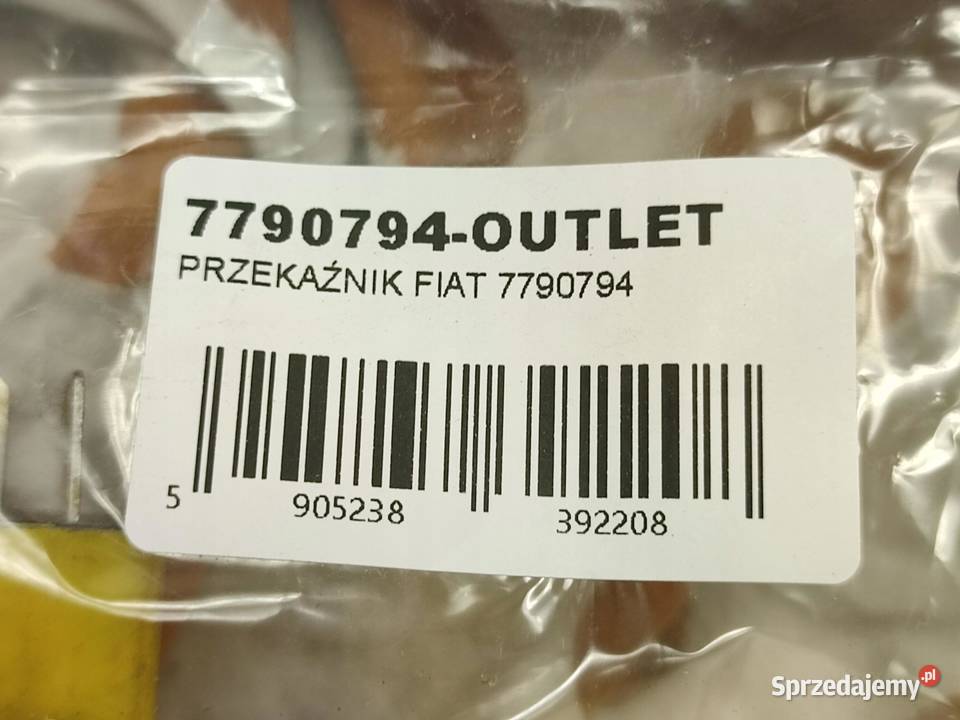 7790794-OUTLET
PRZEKAŹNIK FIAT 7790794
5 905238 392208
Sprzedajemy.pl